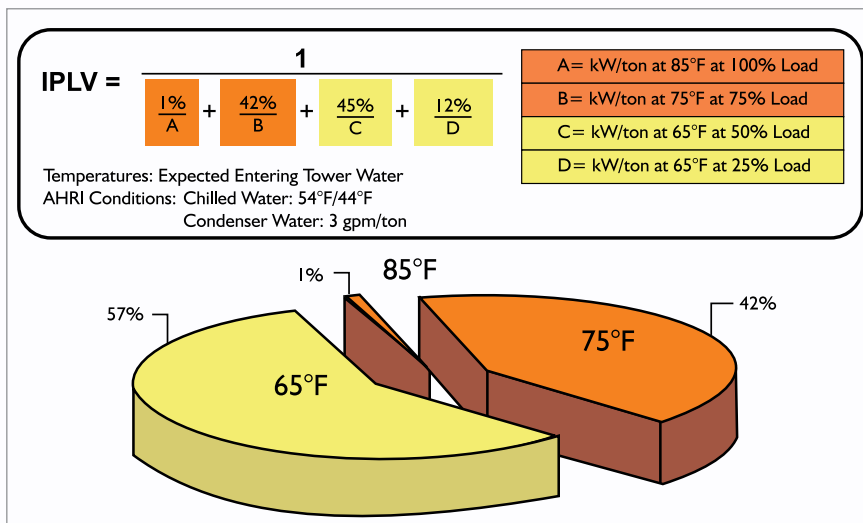 IPLV =
1
1%
A
+
42%
B
+
45%
C
+
12%
D
A= kW/ton at 85°F at 100% Load
B= kW/ton at 75°F at 75% Load
C= kW/ton at 65°F at 50% Load
D= kW/ton at 65°F at 25% Load
Temperatures: Expected Entering Tower Water
AHRI Conditions: Chilled Water: 54°F/44°F
Condenser Water: 3 gpm/ton
1%
85°F
57%
42%
75°F
65°F